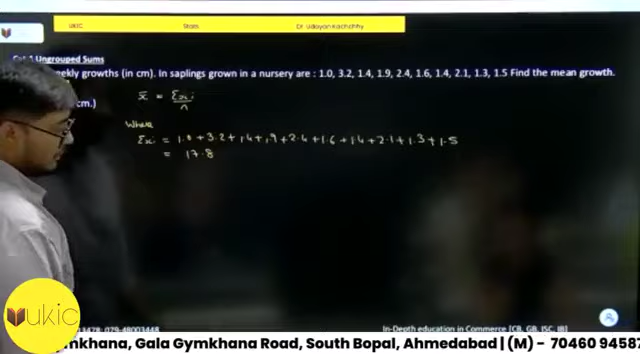 UKIC Stats Dr Udayan Kachchhy
Ungrouped Sums
growths (in cm). In saplings grown in a nursery are : 1.0, 3.2, 1.4, 1.9, 2.4, 1.6, 1.4, 2.1, 1.3, 1.5 Find the mean growth.
cm.)
x̄ = Σxi / n
Where
Σxi = 1.0 + 3.2 + 1.4 + 1.9 + 2.4 + 1.6 + 1.4 + 2.1 + 1.3 + 1.5
= 17.8
ukic
079-48003448 In-Depth education in Commerce [CB, GB, ISC, IB]
Gala Gymkhana Road, South Bopal, Ahmedabad | (M) - 70460 9458